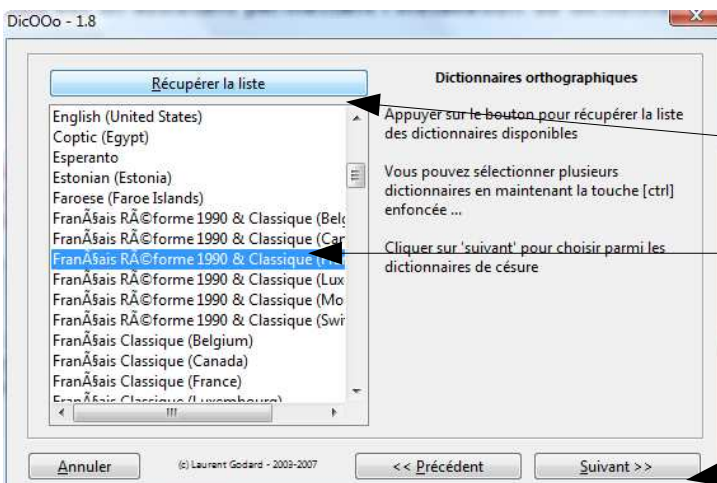 DicOOo - 1.8
Récupérer la liste
English (United States)
Coptic (Egypt)
Esperanto
Estonian (Estonia)
Faroese (Faroe Islands)
FranÃ§ais RÃ©forme 1990 & Classique (Belg
FranÃ§ais RÃ©forme 1990 & Classique (Car
FranÃ§ais RÃ©forme 1990 & Classique
FranÃ§ais RÃ©forme 1990 & Classique (Lux
FranÃ§ais RÃ©forme 1990 & Classique (Mo
FranÃ§ais RÃ©forme 1990 & Classique (Swi
FranÃ§ais Classique (Belgium)
FranÃ§ais Classique (Canada)
FranÃ§ais Classique (France)
FranÃ§ais Classique (Luxembourg)
Dictionnaires orthographiques
Appuyer sur le bouton pour récupérer la liste
des dictionnaires disponibles
Vous pouvez sélectionner plusieurs
dictionnaires en maintenant la touche [ctrl]
enfoncée ...
Cliquer sur 'suivant' pour choisir parmi les
dictionnaires de césure
Annuler
(c) Laurent Godard - 2003-2007
<< Précédent
Suivant >>